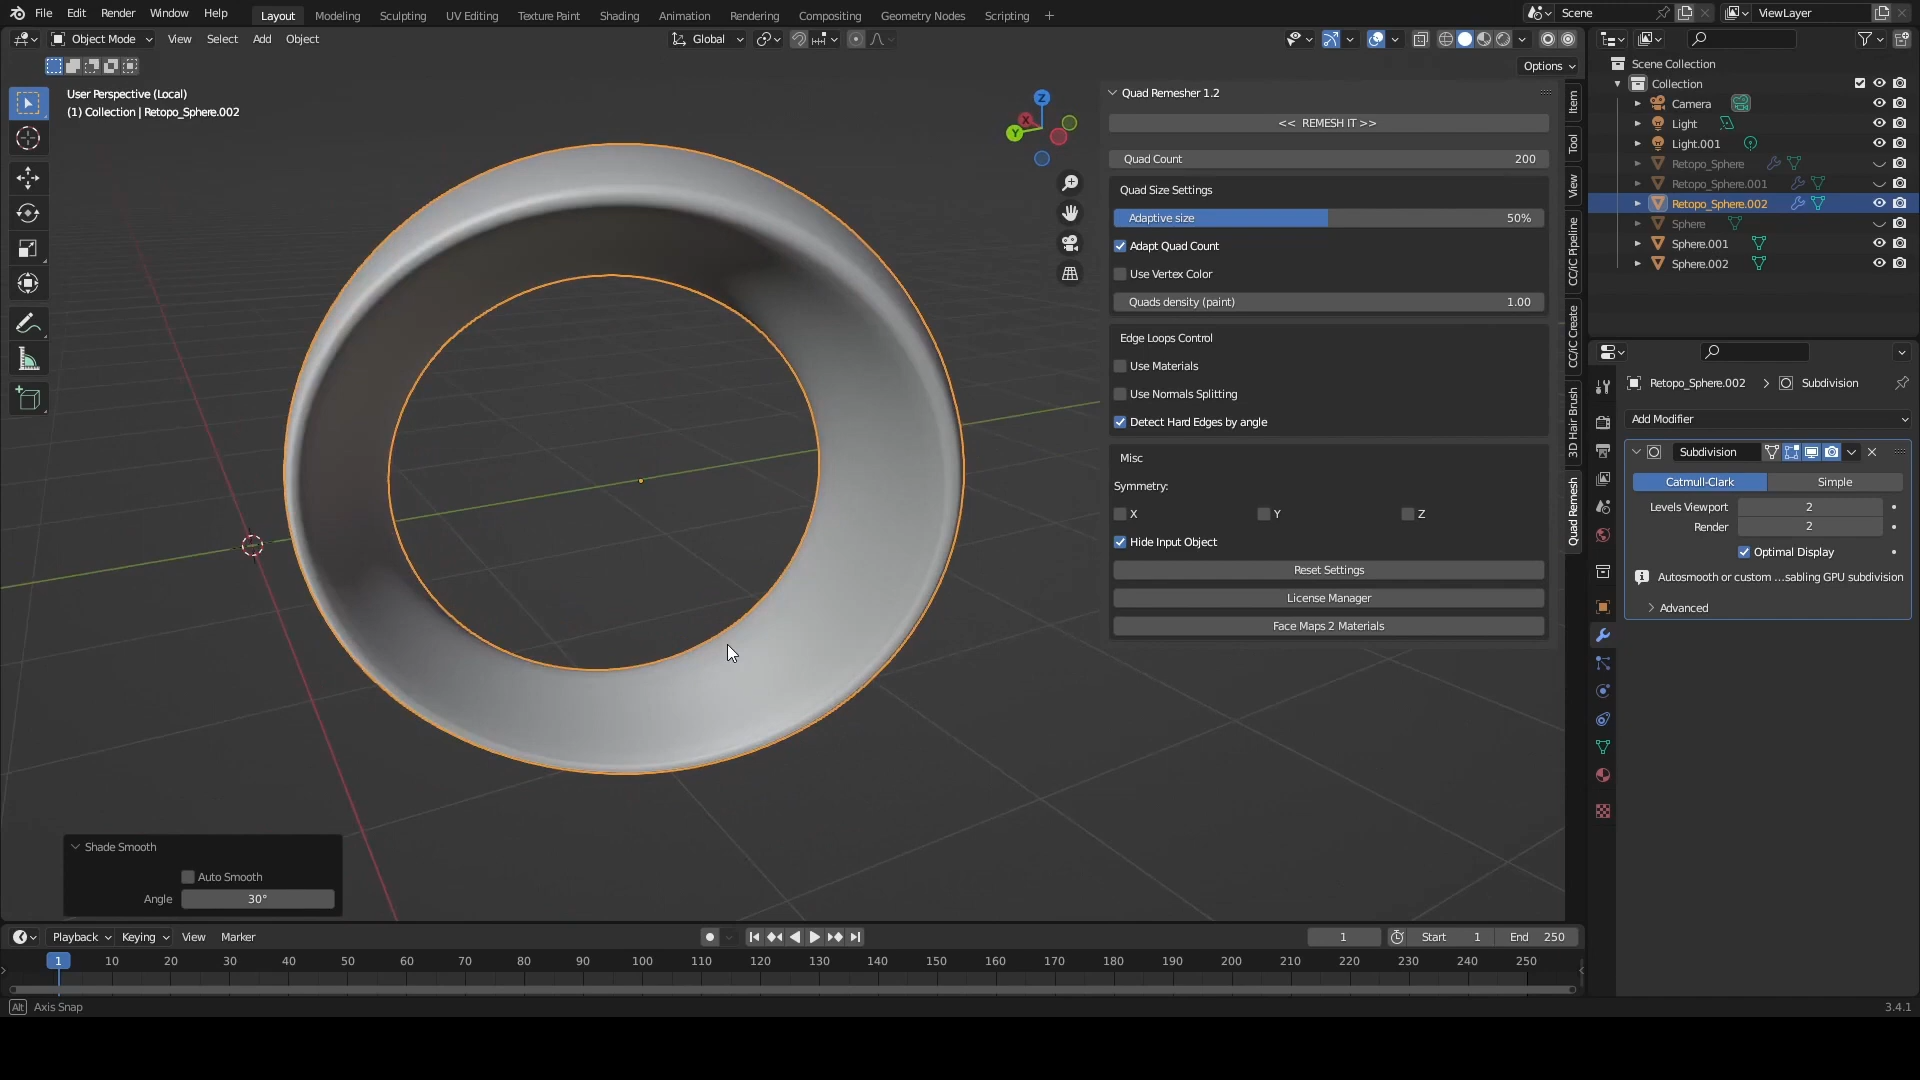 File Edit Render Window Help Layout Modeling Sculpting UV Editing Texture Paint Shading Animation Rendering Compositing Geometry Nodes Scripting + Scene ViewLayer
Object Mode View Select Add Object Global
Options
User Perspective (Local)
(1) Collection | Retopo_Sphere.002
Z
X
Y
Quad Remesher 1.2
<< REMESH IT >>
Quad Count 200
Quad Size Settings
Adaptive size 50%
Adapt Quad Count
Use Vertex Color
Quads density (paint) 1.00
Edge Loops Control
Use Materials
Use Normals Splitting
Detect Hard Edges by angle
Misc
Symmetry:
X Y Z
Hide Input Object
Reset Settings
License Manager
Face Maps 2 Materials
Item
Tool
View
CC/iC Pipeline
CC/iC Create
3D Hair Brush
Quad Remesh
Scene Collection
Collection
Camera
Light
Light.001
Retopo_Sphere
Retopo_Sphere.001
Retopo_Sphere.002
Sphere
Sphere.001
Sphere.002
Retopo_Sphere.002 > Subdivision
Add Modifier
Subdivision
Catmull-Clark Simple
Levels Viewport 2
Render 2
Optimal Display
Autosmooth or custom ...sabling GPU subdivision
Advanced
Shade Smooth
Auto Smooth
Angle 30°
Playback Keying View Marker 1 Start 1 End 250
1 10 20 30 40 50 60 70 80 90 100 110 120 130 140 150 160 170 180 190 200 210 220 230 240 250
Alt Axis Snap 3.4.1